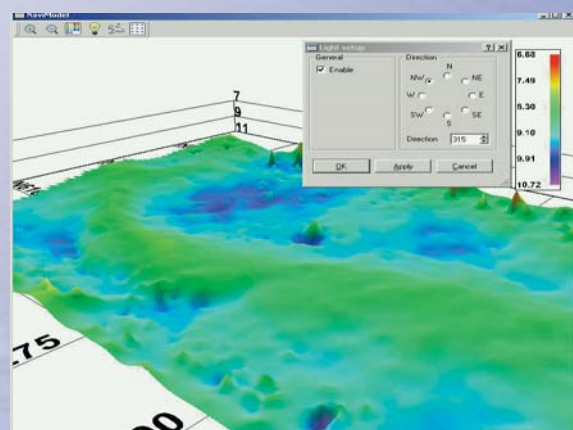 NaviModel
Light setup
General
Enable
Direction
N
NW
NE
W
E
SW
SE
S
Direction 315
OK Apply Cancel
6.68
7.49
8.30
9.10
9.91
10.72
7
9
11